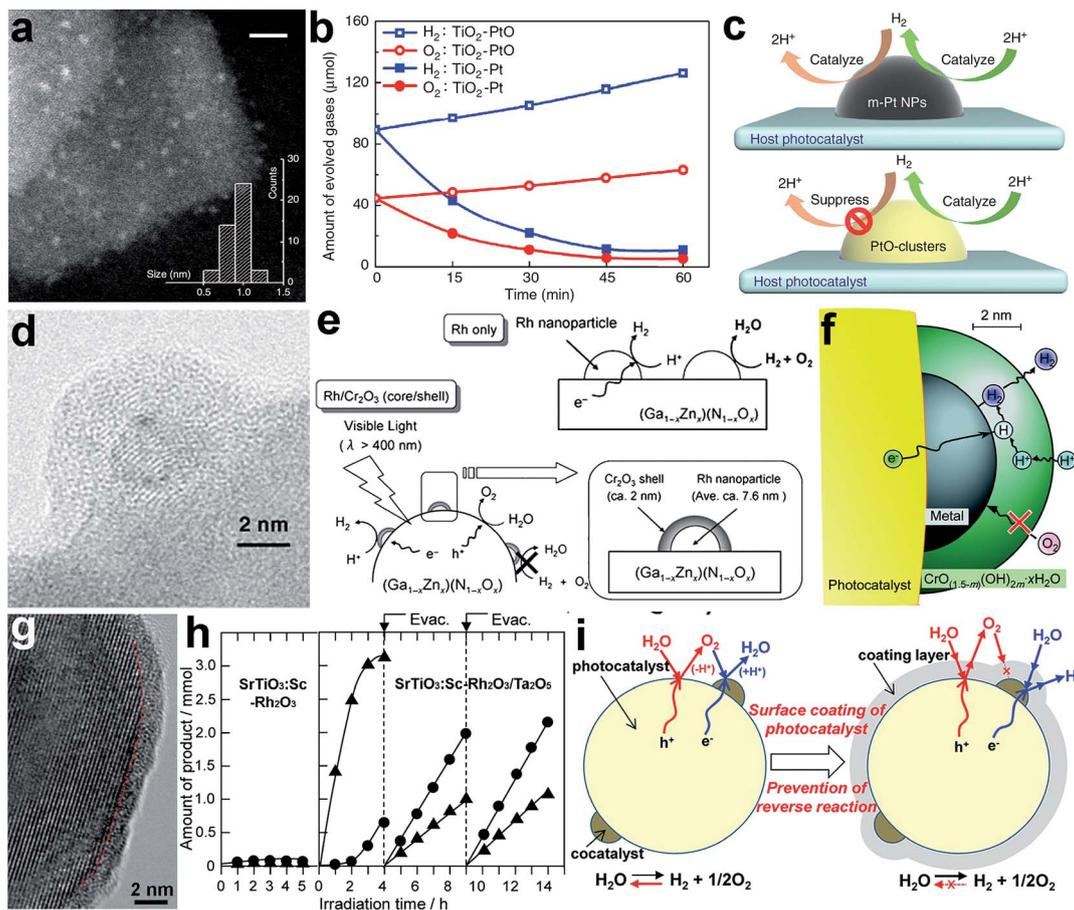 a
30
20
10
0
Counts
Size (nm)
0.5
1.0
1.5
b
160
120
80
40
0
Amount of evolved gases (μmol)
H₂ : TiO₂-PtO
O₂ : TiO₂-PtO
H₂ : TiO₂-Pt
O₂ : TiO₂-Pt
0 15 30 45 60
Time (min)
c
H₂
2H⁺ 2H⁺
Catalyze Catalyze
m-Pt NPs
Host photocatalyst
H₂
2H⁺ 2H⁺
Suppress Catalyze
PtO-clusters
Host photocatalyst
d
2 nm
e
Rh only
Rh nanoparticle
H₂
H⁺
H₂O
H₂ + O₂
e⁻
(Ga₁₋ₓZnₓ)(N₁₋ₓOₓ)
Rh/Cr₂O₃ (core/shell)
Visible Light
( λ > 400 nm)
O₂
H₂O
H₂
H⁺
e⁻
h⁺
H₂O
H₂ + O₂
(Ga₁₋ₓZnₓ)(N₁₋ₓOₓ)
Cr₂O₃ shell
(ca. 2 nm)
Rh nanoparticle
(Ave. ca. 7.6 nm )
(Ga₁₋ₓZnₓ)(N₁₋ₓOₓ)
f
2 nm
H₂
H₂
H
e⁻
H⁺
H⁺
Metal
O₂
Photocatalyst
CrO₍₁.₅₋ₘ₎(OH)₂ₘ·xH₂O
g
2 nm
h
Evac. Evac.
3.0
2.5
2.0
1.5
1.0
0.5
0
Amount of product / mmol
SrTiO₃:Sc
-Rh₂O₃
SrTiO₃:Sc-Rh₂O₃/Ta₂O₅
0 1 2 3 4 5 0 2 4 6 8 10 12 14
Irradiation time / h
i
H₂O
O₂
H₂O
(-H⁺)
(+H⁺)
photocatalyst
h⁺
e⁻
cocatalyst
H₂O H₂ + 1/2O₂
Surface coating of
photocatalyst
Prevention of
reverse reaction
coating layer
H₂O
O₂
H₂O
H
h⁺
e⁻
H₂O H₂ + 1/2O₂